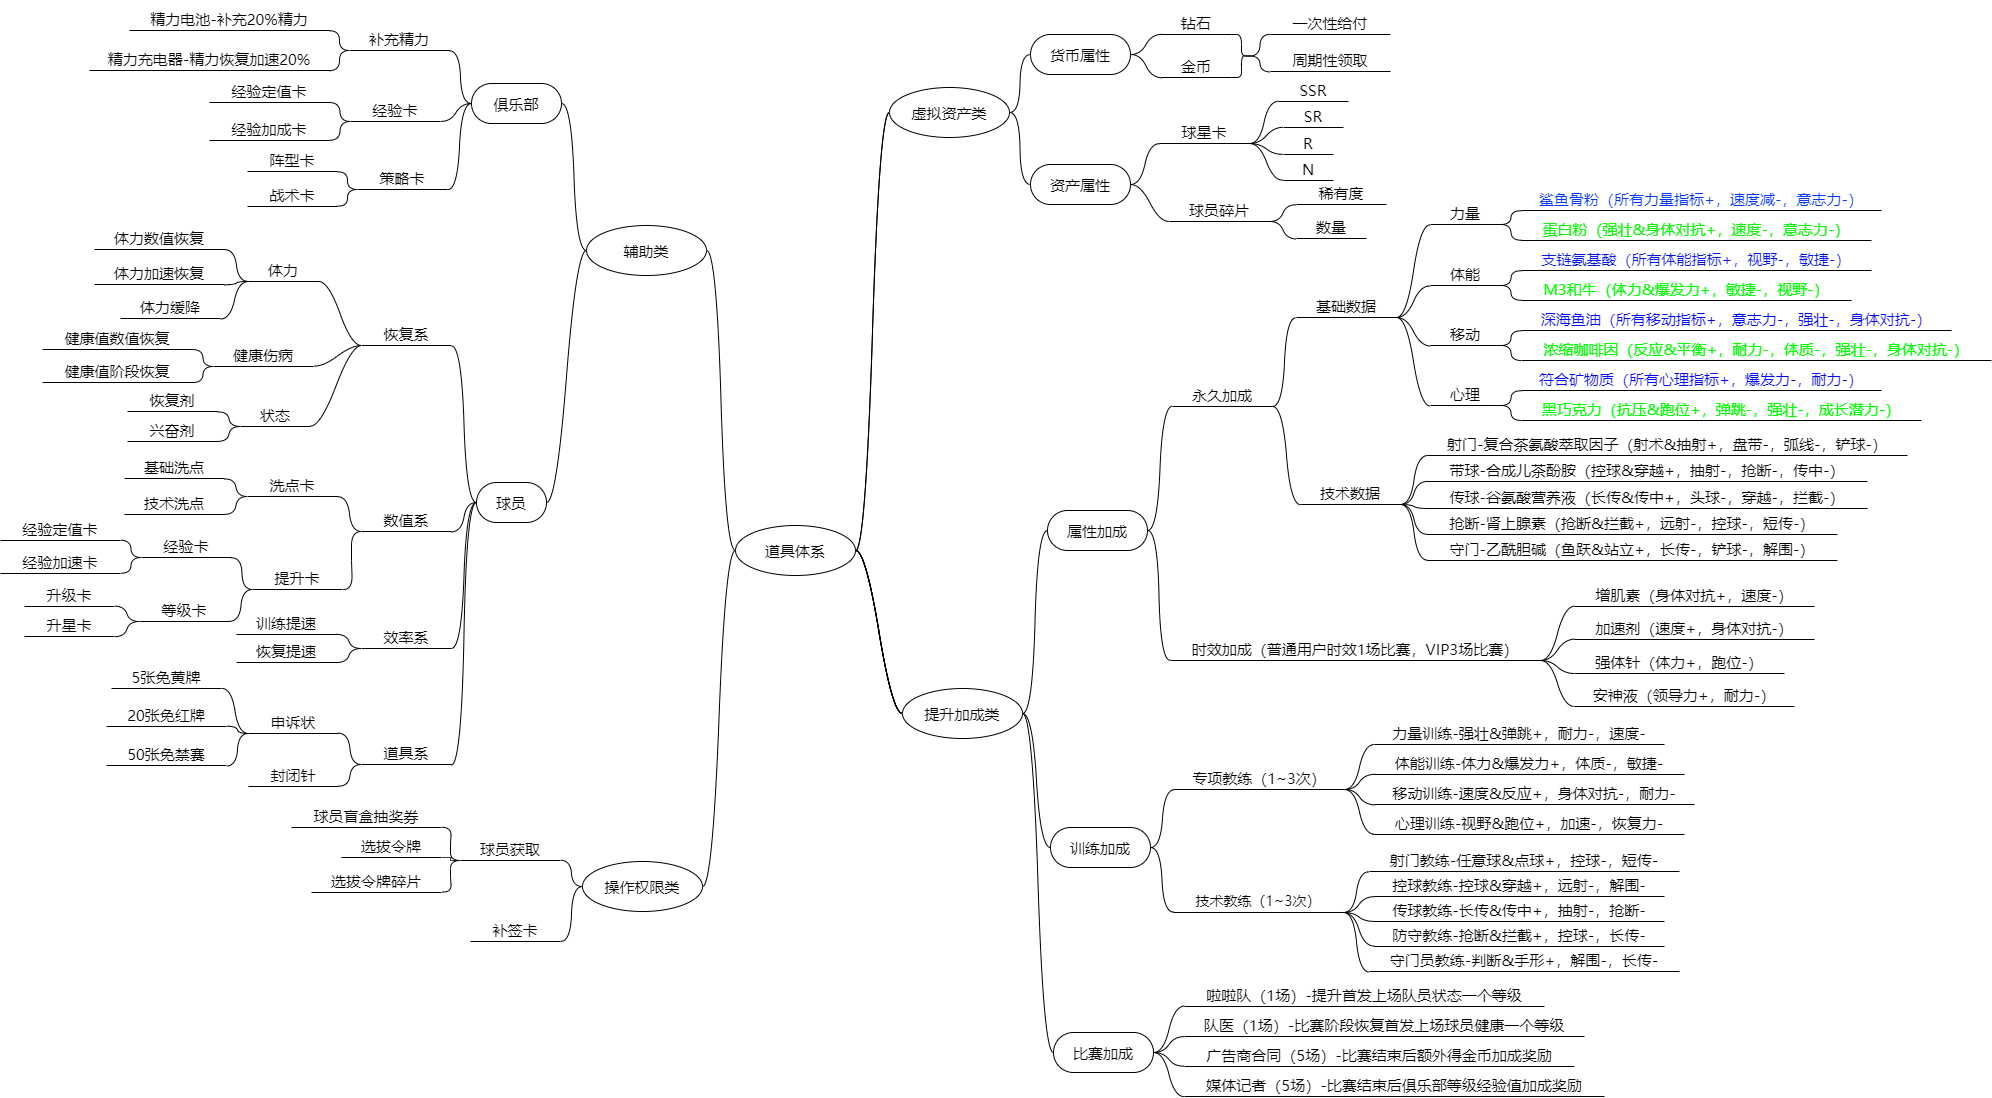 道具体系
辅助类
俱乐部
补充精力
精力电池-补充20%精力
精力充电器-精力恢复加速20%
经验卡
经验定值卡
经验加成卡
策略卡
阵型卡
战术卡
球员
恢复系
体力
体力数值恢复
体力加速恢复
体力缓降
健康伤病
健康值数值恢复
健康值阶段恢复
状态
恢复剂
兴奋剂
数值系
洗点卡
基础洗点
技术洗点
提升卡
经验卡
经验定值卡
经验加速卡
等级卡
升级卡
升星卡
效率系
训练提速
恢复提速
道具系
申诉状
5张免黄牌
20张免红牌
50张免禁赛
封闭针
操作权限类
球员获取
球员盲盒抽奖券
选拔令牌
选拔令牌碎片
补签卡
虚拟资产类
货币属性
钻石
金币
一次性给付
周期性领取
资产属性
球星卡
SSR
SR
R
N
球员碎片
稀有度
数量
提升加成类
属性加成
永久加成
基础数据
力量
鲨鱼骨粉（所有力量指标+，速度减-，意志力-）
蛋白粉（强壮&身体对抗+，速度-，意志力-）
体能
支链氨基酸（所有体能指标+，视野-，敏捷-）
M3和牛（体力&爆发力+，敏捷-，视野-）
移动
深海鱼油（所有移动指标+，意志力-，强壮-，身体对抗-）
浓缩咖啡因（反应&平衡+，耐力-，体质-，强壮-，身体对抗-）
心理
符合矿物质（所有心理指标+，爆发力-，耐力-）
黑巧克力（抗压&跑位+，弹跳-，强壮-，成长潜力-）
技术数据
射门-复合茶氨酸萃取因子（射术&抽射+，盘带-，弧线-，铲球-）
带球-合成儿茶酚胺（控球&穿越+，抽射-，抢断-，传中-）
传球-谷氨酸营养液（长传&传中+，头球-，穿越-，拦截-）
抢断-肾上腺素（抢断&拦截+，远射-，控球-，短传-）
守门-乙酰胆碱（鱼跃&站立+，长传-，铲球-，解围-）
时效加成（普通用户时效1场比赛，VIP3场比赛）
增肌素（身体对抗+，速度-）
加速剂（速度+，身体对抗-）
强体针（体力+，跑位-）
安神液（领导力+，耐力-）
训练加成
专项教练（1~3次）
力量训练-强壮&弹跳+，耐力-，速度-
体能训练-体力&爆发力+，体质-，敏捷-
移动训练-速度&反应+，身体对抗-，耐力-
心理训练-视野&跑位+，加速-，恢复力-
技术教练（1~3次）
射门教练-任意球&点球+，控球-，短传-
控球教练-控球&穿越+，远射-，解围-
传球教练-长传&传中+，抽射-，抢断-
防守教练-抢断&拦截+，控球-，长传-
守门员教练-判断&手形+，解围-，长传-
比赛加成
啦啦队（1场）-提升首发上场队员状态一个等级
队医（1场）-比赛阶段恢复首发上场球员健康一个等级
广告商合同（5场）-比赛结束后额外得金币加成奖励
媒体记者（5场）-比赛结束后俱乐部等级经验值加成奖励